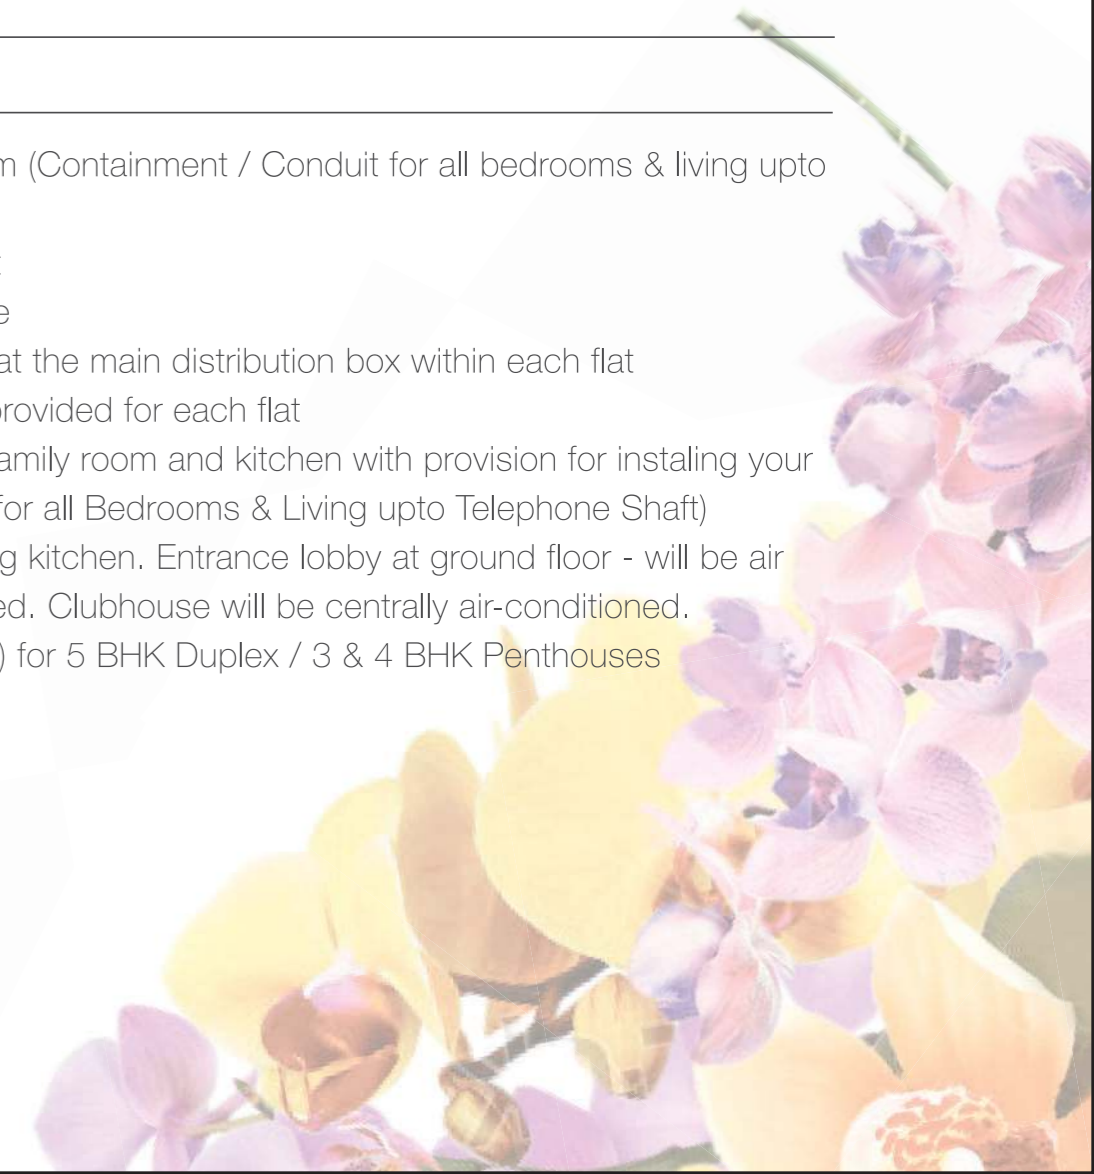 m (Containment / Conduit for all bedrooms & living upto
t
e
at the main distribution box within each flat
provided for each flat
amily room and kitchen with provision for instaling your
for all Bedrooms & Living upto Telephone Shaft)
g kitchen. Entrance lobby at ground floor - will be air
ed. Clubhouse will be centrally air-conditioned.
) for 5 BHK Duplex / 3 & 4 BHK Penthouses